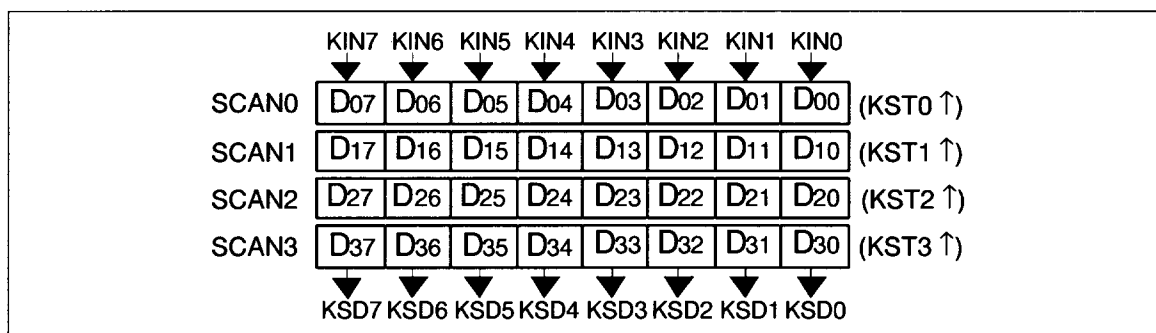 KIN7 KIN6 KIN5 KIN4 KIN3 KIN2 KIN1 KIN0
SCAN0 D07 D06 D05 D04 D03 D02 D01 D00 (KST0 ↑)
SCAN1 D17 D16 D15 D14 D13 D12 D11 D10 (KST1 ↑)
SCAN2 D27 D26 D25 D24 D23 D22 D21 D20 (KST2 ↑)
SCAN3 D37 D36 D35 D34 D33 D32 D31 D30 (KST3 ↑)
KSD7 KSD6 KSD5 KSD4 KSD3 KSD2 KSD1 KSD0